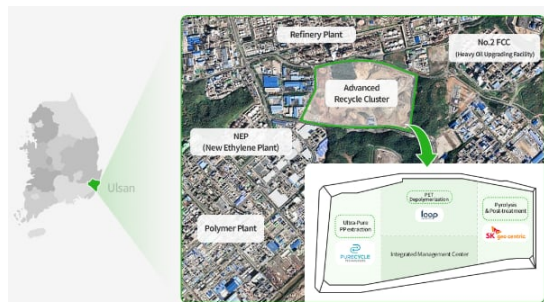 Ulsan
Refinery Plant
No.2 FCC
(Heavy Oil Upgrading Facility)
Advanced
Recycle Cluster
NEP
(New Ethylene Plant)
Polymer Plant
PET
Depolymerization
loop
Ultra-Pure
PP extraction
PURECYCLE
Pyrolysis
& Post-treatment
SK geo centric
Integrated Management Center